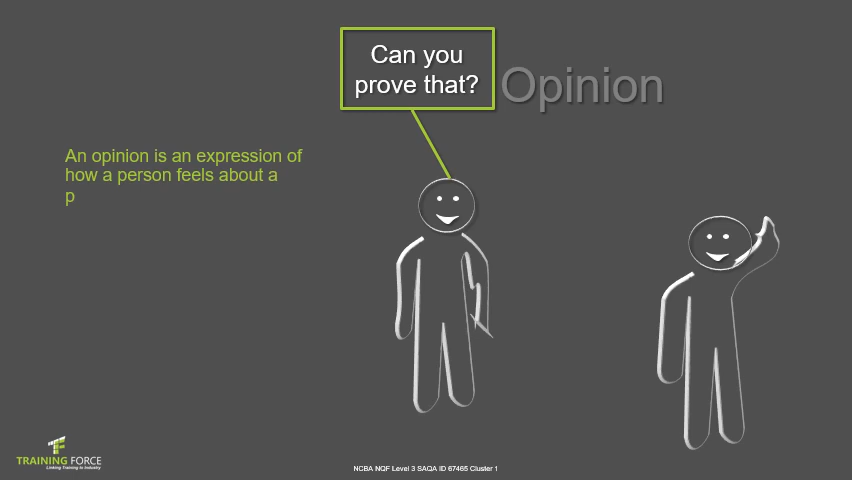 Can you
prove that?
Opinion
An opinion is an expression of
how a person feels about a
p
TRAINING FORCE
Linking Training to Industry
NCBA NQF Level 3 SAQA ID 67465 Cluster 1